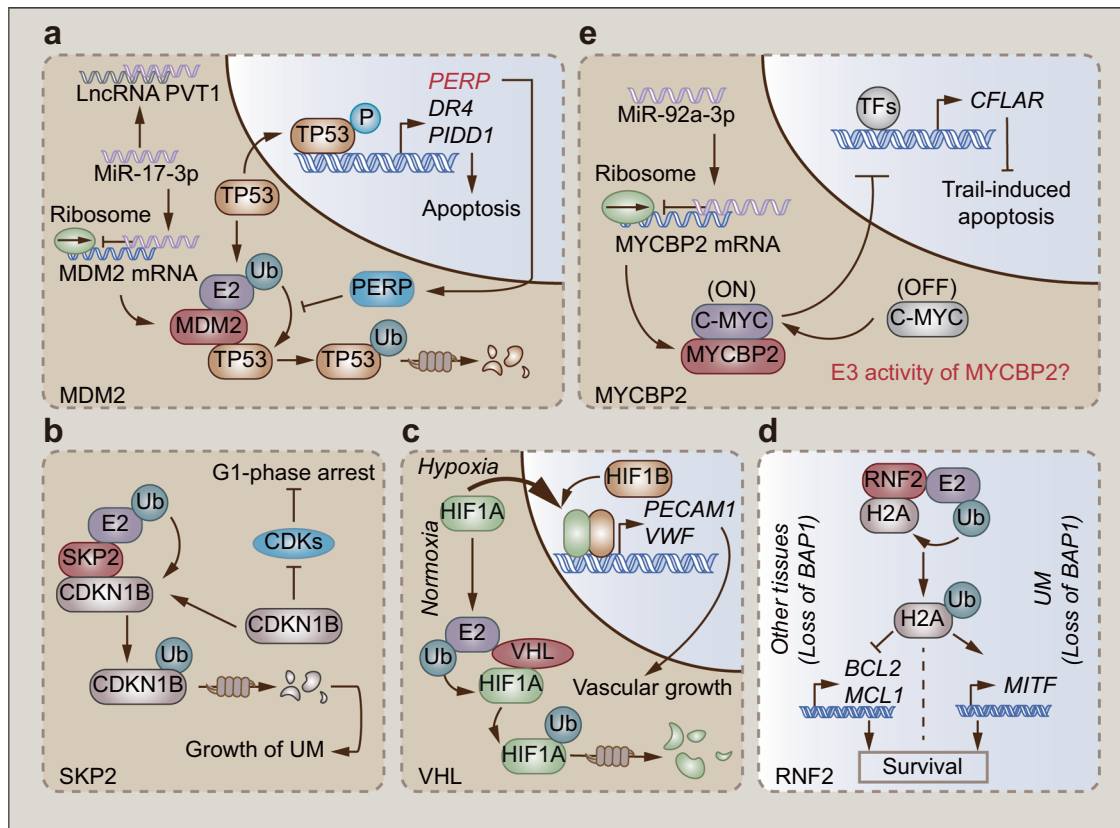 a
LncRNA PVT1
MiR-17-3p
Ribosome
MDM2 mRNA
TP53
TP53
P
PERP
DR4
PIDD1
Apoptosis
E2
Ub
MDM2
TP53
PERP
TP53
Ub
MDM2
e
MiR-92a-3p
Ribosome
MYCBP2 mRNA
TFs
CFLAR
Trail-induced
apoptosis
(ON)
C-MYC
MYCBP2
(OFF)
C-MYC
E3 activity of MYCBP2?
MYCBP2
b
G1-phase arrest
Ub
E2
SKP2
CDKN1B
CDKs
CDKN1B
Ub
CDKN1B
Growth of UM
SKP2
c
Hypoxia
HIF1A
Normoxia
HIF1B
PECAM1
VWF
E2
Ub
VHL
HIF1A
Vascular growth
Ub
HIF1A
VHL
d
RNF2
E2
H2A
Ub
Other tissues
(Loss of BAP1)
UM
(Loss of BAP1)
Ub
H2A
BCL2
MCL1
MITF
Survival
RNF2